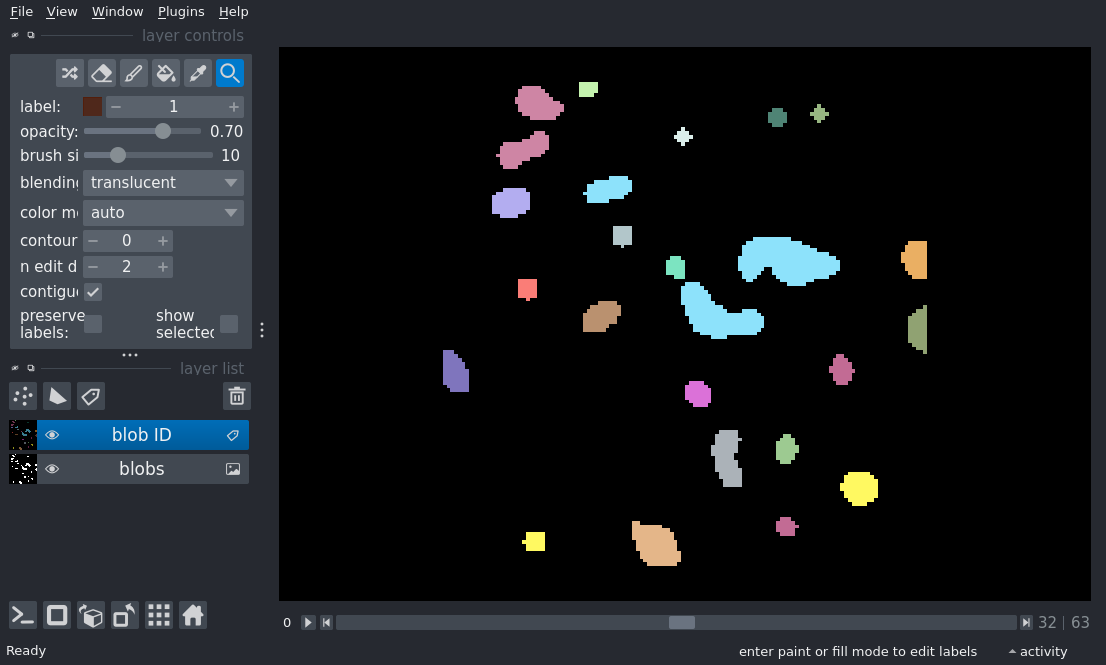 File View Window Plugins Help
layer controls
label: 1
opacity: 0.70
brush si 10
blending translucent
color m auto
contour 0
n edit d 2
contigu
preserve labels: show selected
layer list
blob ID
blobs
0 32 | 63
Ready enter paint or fill mode to edit labels activity